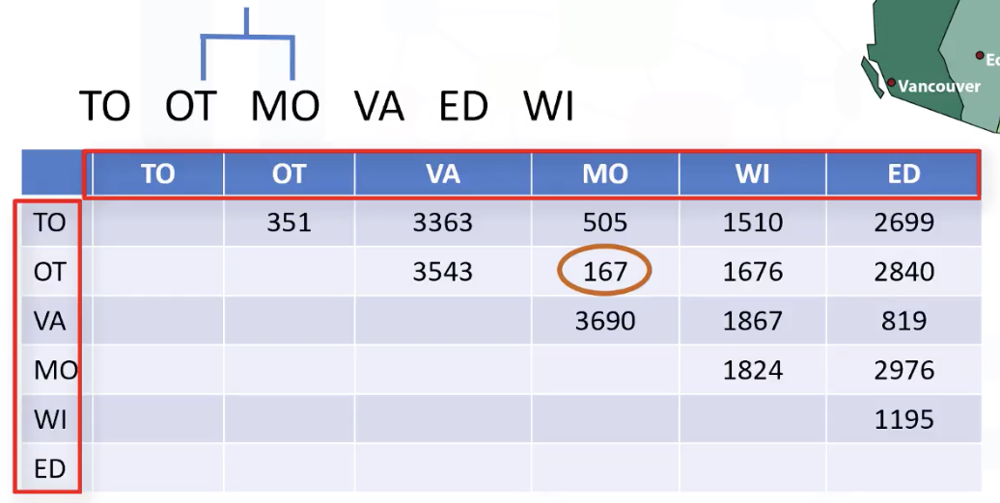 Ec
Vancouver
TO OT MO VA ED WI
TO OT VA MO WI ED
TO 351 3363 505 1510 2699
OT 3543 167 1676 2840
VA 3690 1867 819
MO 1824 2976
WI 1195
ED